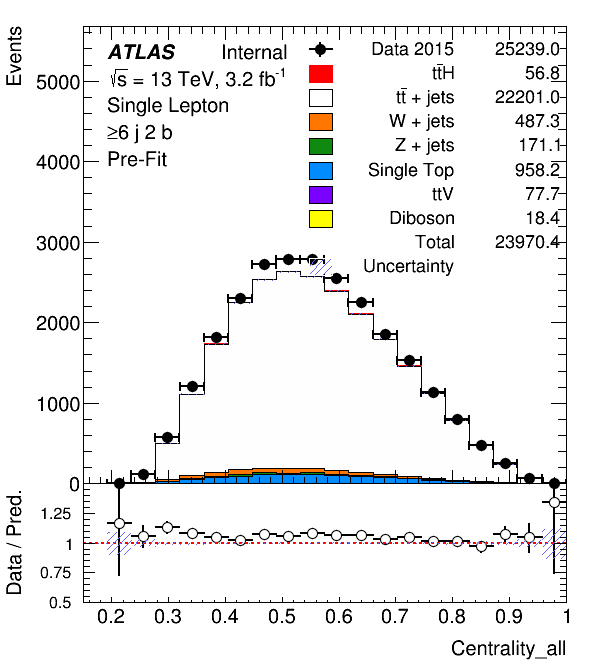 Events
ATLAS Internal
√s = 13 TeV, 3.2 fb⁻¹
Single Lepton
≥6 j 2 b
Pre-Fit
Data 2015 25239.0
tt̄H 56.8
tt̄ + jets 22201.0
W + jets 487.3
Z + jets 171.1
Single Top 958.2
ttV 77.7
Diboson 18.4
Total 23970.4
Uncertainty
5000
4000
3000
2000
1000
0
Data / Pred.
1.25
1
0.75
0.5
0.2 0.3 0.4 0.5 0.6 0.7 0.8 0.9 1
Centrality_all